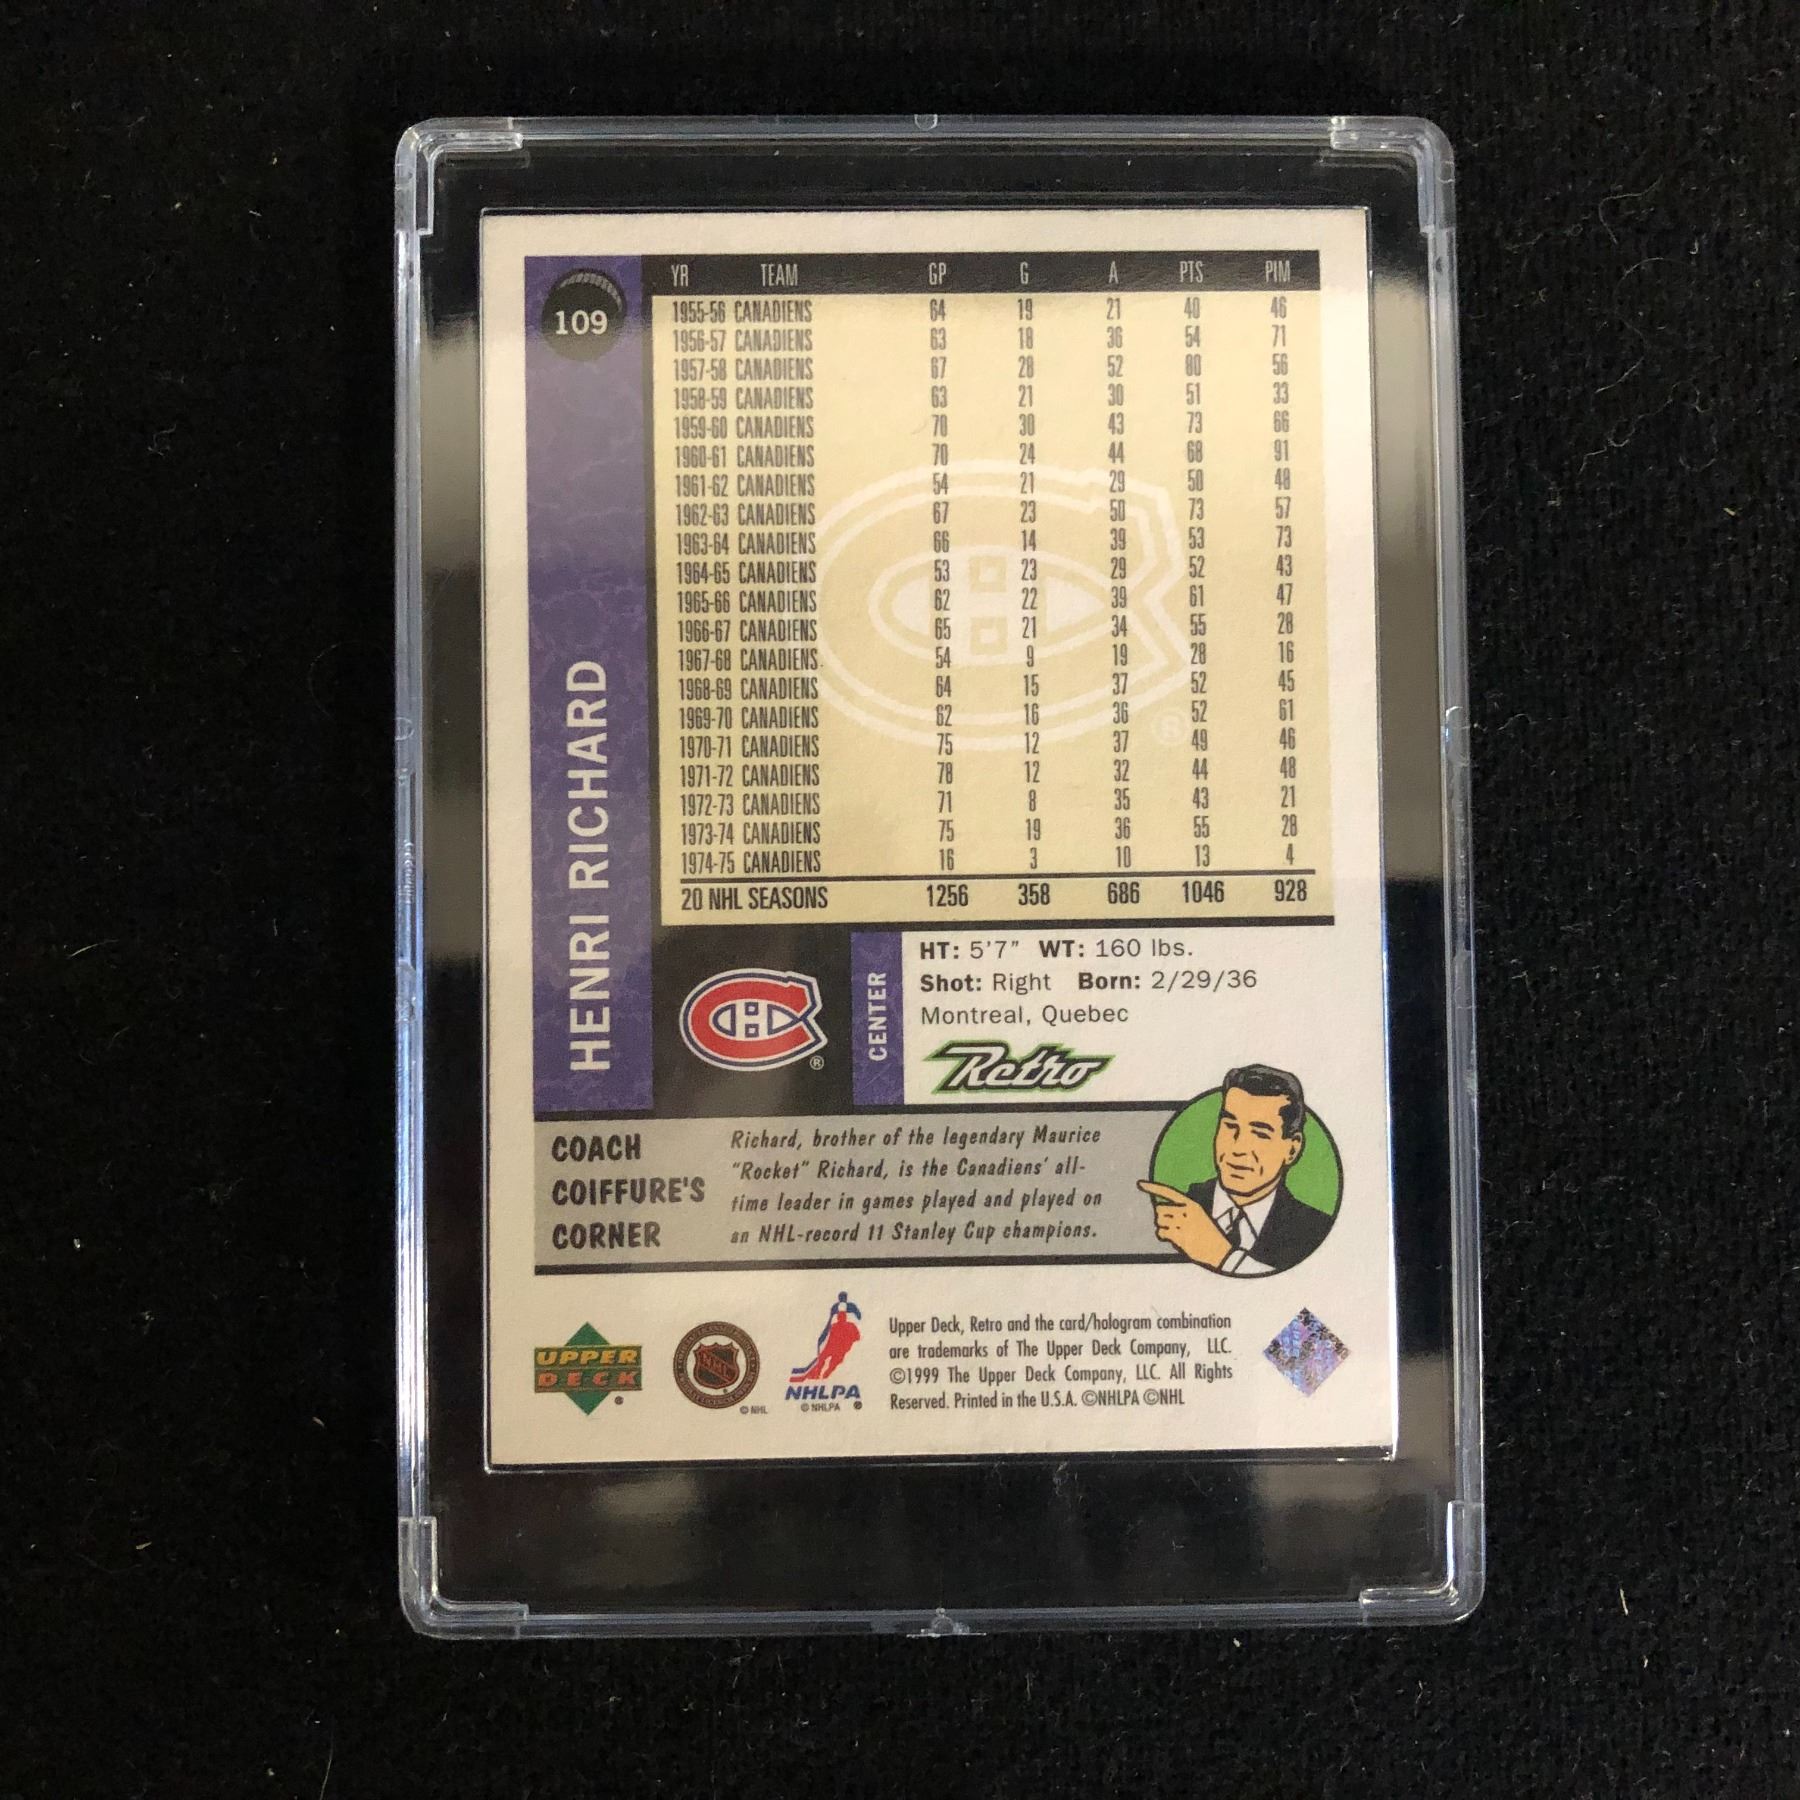 109
HENRI RICHARD
YR TEAM GP G A PTS PIM
1955-56 CANADIENS 64 19 21 40 46
1956-57 CANADIENS 63 18 36 54 71
1957-58 CANADIENS 67 28 52 80 56
1958-59 CANADIENS 63 21 30 51 33
1959-60 CANADIENS 70 30 43 73 66
1960-61 CANADIENS 70 24 44 68 91
1961-62 CANADIENS 54 21 29 50 48
1962-63 CANADIENS 67 23 50 73 57
1963-64 CANADIENS 66 14 39 53 73
1964-65 CANADIENS 53 23 29 52 43
1965-66 CANADIENS 62 22 39 61 47
1966-67 CANADIENS 65 21 34 55 28
1967-68 CANADIENS 54 9 19 28 16
1968-69 CANADIENS 64 15 37 52 45
1969-70 CANADIENS 62 16 36 52 61
1970-71 CANADIENS 75 12 37 49 46
1971-72 CANADIENS 78 12 32 44 48
1972-73 CANADIENS 71 8 35 43 21
1973-74 CANADIENS 75 19 36 55 28
1974-75 CANADIENS 16 3 10 13 4
20 NHL SEASONS 1256 358 686 1046 928
CENTER
HT: 5'7" WT: 160 lbs.
Shot: Right Born: 2/29/36
Montreal, Quebec
Retro
COACH
COIFFURE'S
CORNER
Richard, brother of the legendary Maurice
"Rocket" Richard, is the Canadiens' all-
time leader in games played and played on
an NHL-record 11 Stanley Cup champions.
UPPER
DECK
NHL
©NHL
NHLPA
©NHLPA
Upper Deck, Retro and the card/hologram combination
are trademarks of The Upper Deck Company, LLC.
©1999 The Upper Deck Company, LLC. All Rights
Reserved. Printed in the U.S.A. ©NHLPA ©NHL